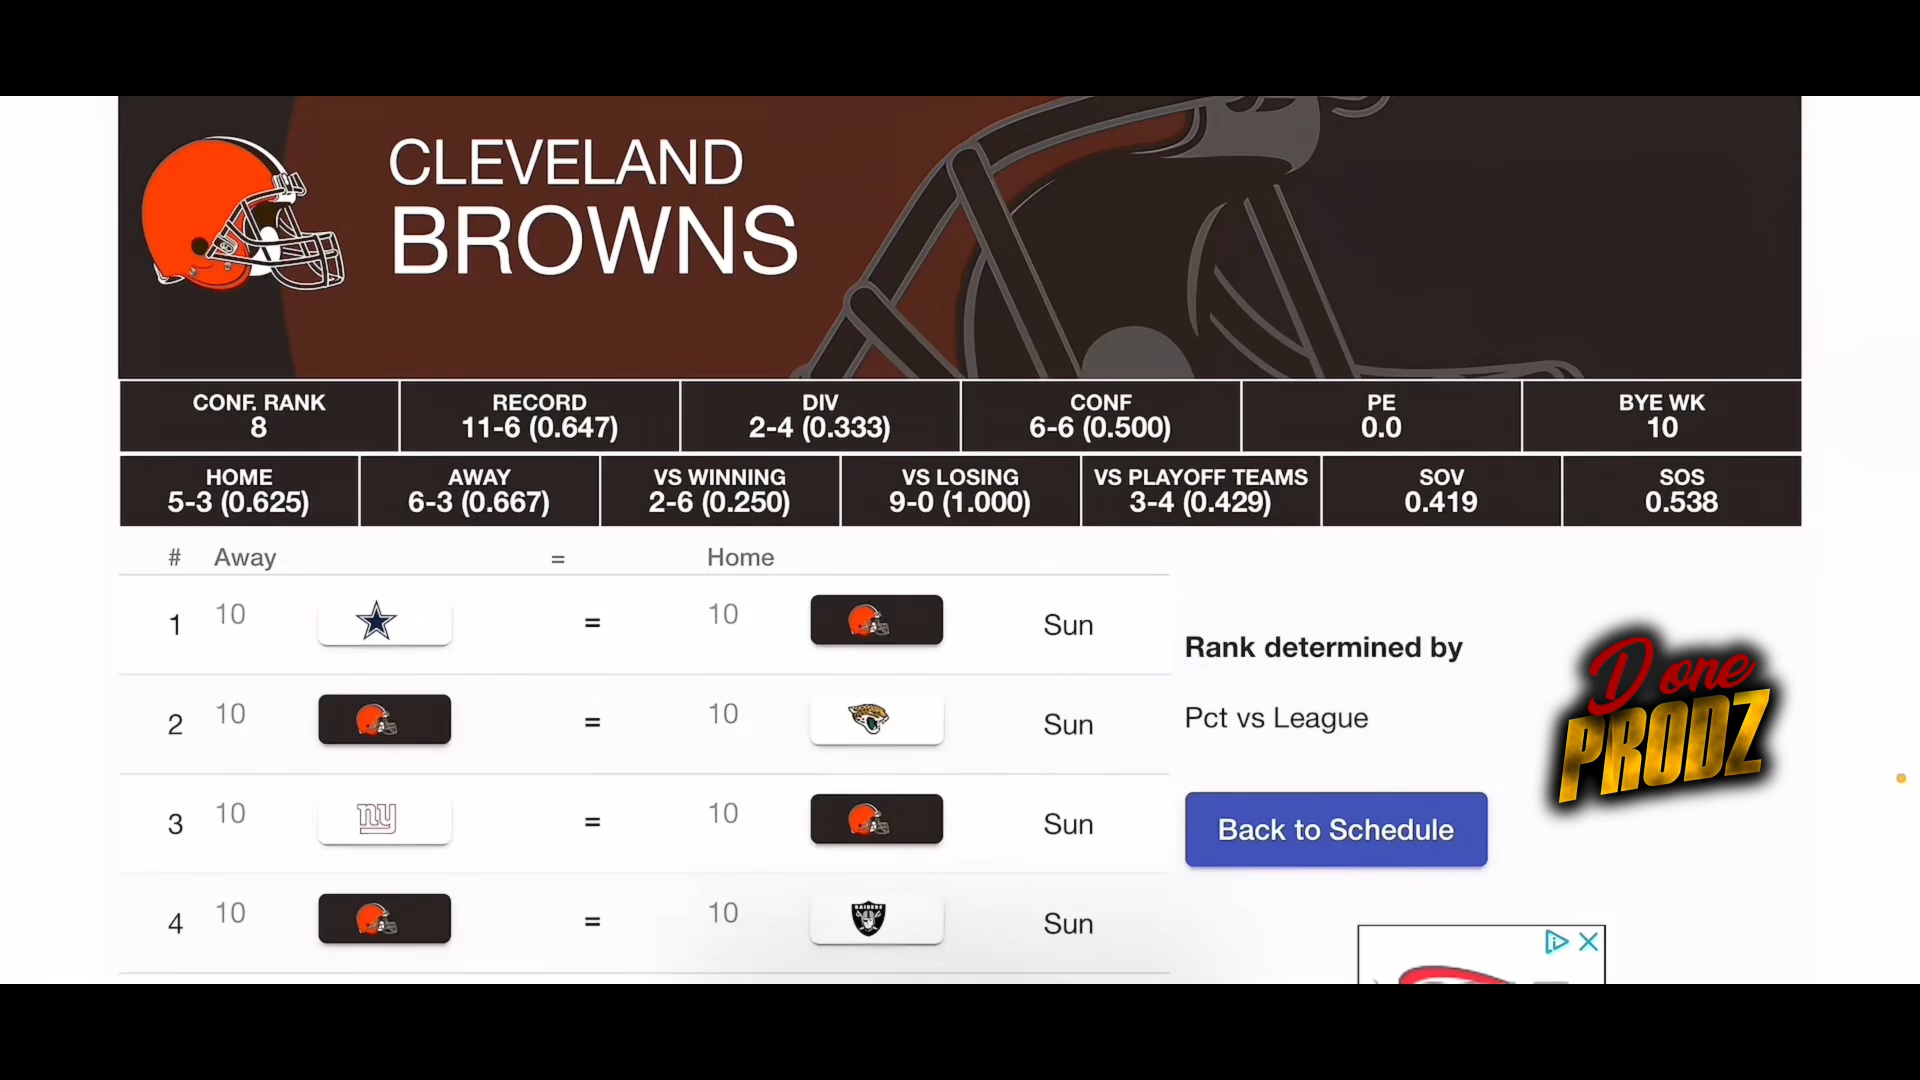 CLEVELAND
BROWNS
CONF. RANK RECORD DIV CONF PE BYE WK
8 11-6 (0.647) 2-4 (0.333) 6-6 (0.500) 0.0 10
HOME AWAY VS WINNING VS LOSING VS PLAYOFF TEAMS SOV SOS
5-3 (0.625) 6-3 (0.667) 2-6 (0.250) 9-0 (1.000) 3-4 (0.429) 0.419 0.538
# Away = Home
1 10 = 10 Sun
2 10 = 10 Sun
3 10 ny = 10 Sun
4 10 = 10 RAIDERS Sun
Rank determined by
Pct vs League
Back to Schedule
D one
PRODZ